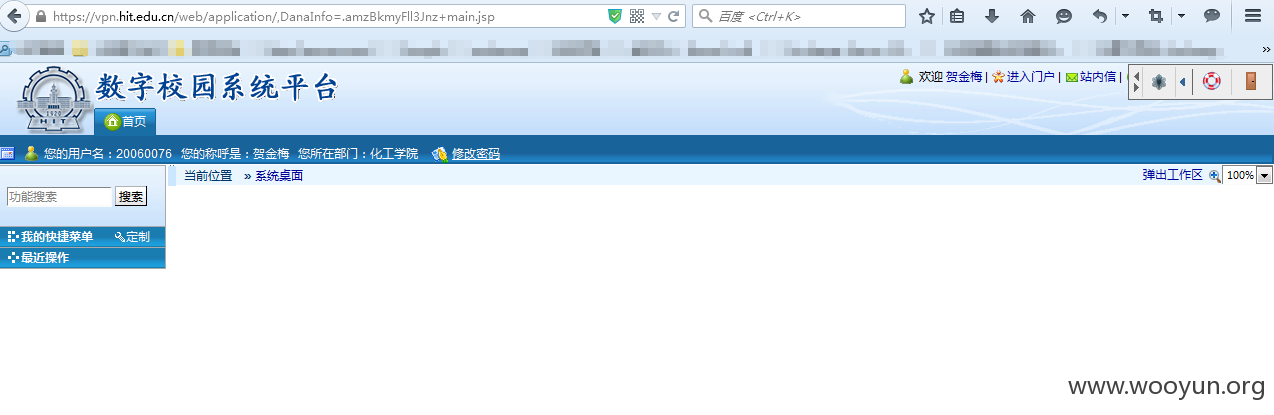 https://vpn.hit.edu.cn/web/application/,DanaInfo=.amzBkmyFll3Jnz+main.jsp
百度 <Ctrl+K>
»
1920
HIT
数字校园系统平台
欢迎 贺金梅 | 进入门户 | 站内信 |
首页
您的用户名：20060076 您的称呼是：贺金梅 您所在部门：化工学院 修改密码
功能搜索 搜索
当前位置 » 系统桌面
弹出工作区 100%
我的快捷菜单 定制
最近操作
www.wooyun.org